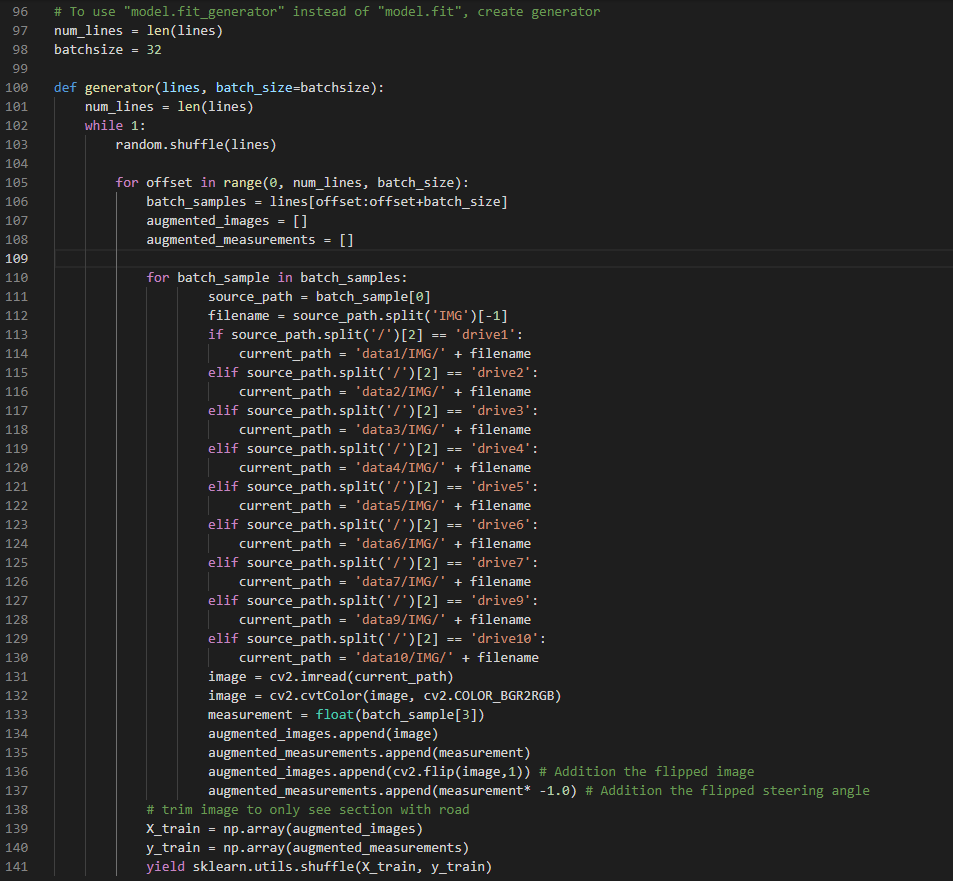 96 # To use "model.fit_generator" instead of "model.fit", create generator
97 num_lines = len(lines)
98 batchsize = 32
99
100 def generator(lines, batch_size=batchsize):
101     num_lines = len(lines)
102     while 1:
103         random.shuffle(lines)
104
105         for offset in range(0, num_lines, batch_size):
106             batch_samples = lines[offset:offset+batch_size]
107             augmented_images = []
108             augmented_measurements = []
109
110             for batch_sample in batch_samples:
111                     source_path = batch_sample[0]
112                     filename = source_path.split('IMG')[-1]
113                     if source_path.split('/')[2] == 'drive1':
114                         current_path = 'data1/IMG/' + filename
115                     elif source_path.split('/')[2] == 'drive2':
116                         current_path = 'data2/IMG/' + filename
117                     elif source_path.split('/')[2] == 'drive3':
118                         current_path = 'data3/IMG/' + filename
119                     elif source_path.split('/')[2] == 'drive4':
120                         current_path = 'data4/IMG/' + filename
121                     elif source_path.split('/')[2] == 'drive5':
122                         current_path = 'data5/IMG/' + filename
123                     elif source_path.split('/')[2] == 'drive6':
124                         current_path = 'data6/IMG/' + filename
125                     elif source_path.split('/')[2] == 'drive7':
126                         current_path = 'data7/IMG/' + filename
127                     elif source_path.split('/')[2] == 'drive9':
128                         current_path = 'data9/IMG/' + filename
129                     elif source_path.split('/')[2] == 'drive10':
130                         current_path = 'data10/IMG/' + filename
131                     image = cv2.imread(current_path)
132                     image = cv2.cvtColor(image, cv2.COLOR_BGR2RGB)
133                     measurement = float(batch_sample[3])
134                     augmented_images.append(image)
135                     augmented_measurements.append(measurement)
136                     augmented_images.append(cv2.flip(image,1)) # Addition the flipped image
137                     augmented_measurements.append(measurement* -1.0) # Addition the flipped steering angle
138             # trim image to only see section with road
139             X_train = np.array(augmented_images)
140             y_train = np.array(augmented_measurements)
141             yield sklearn.utils.shuffle(X_train, y_train)